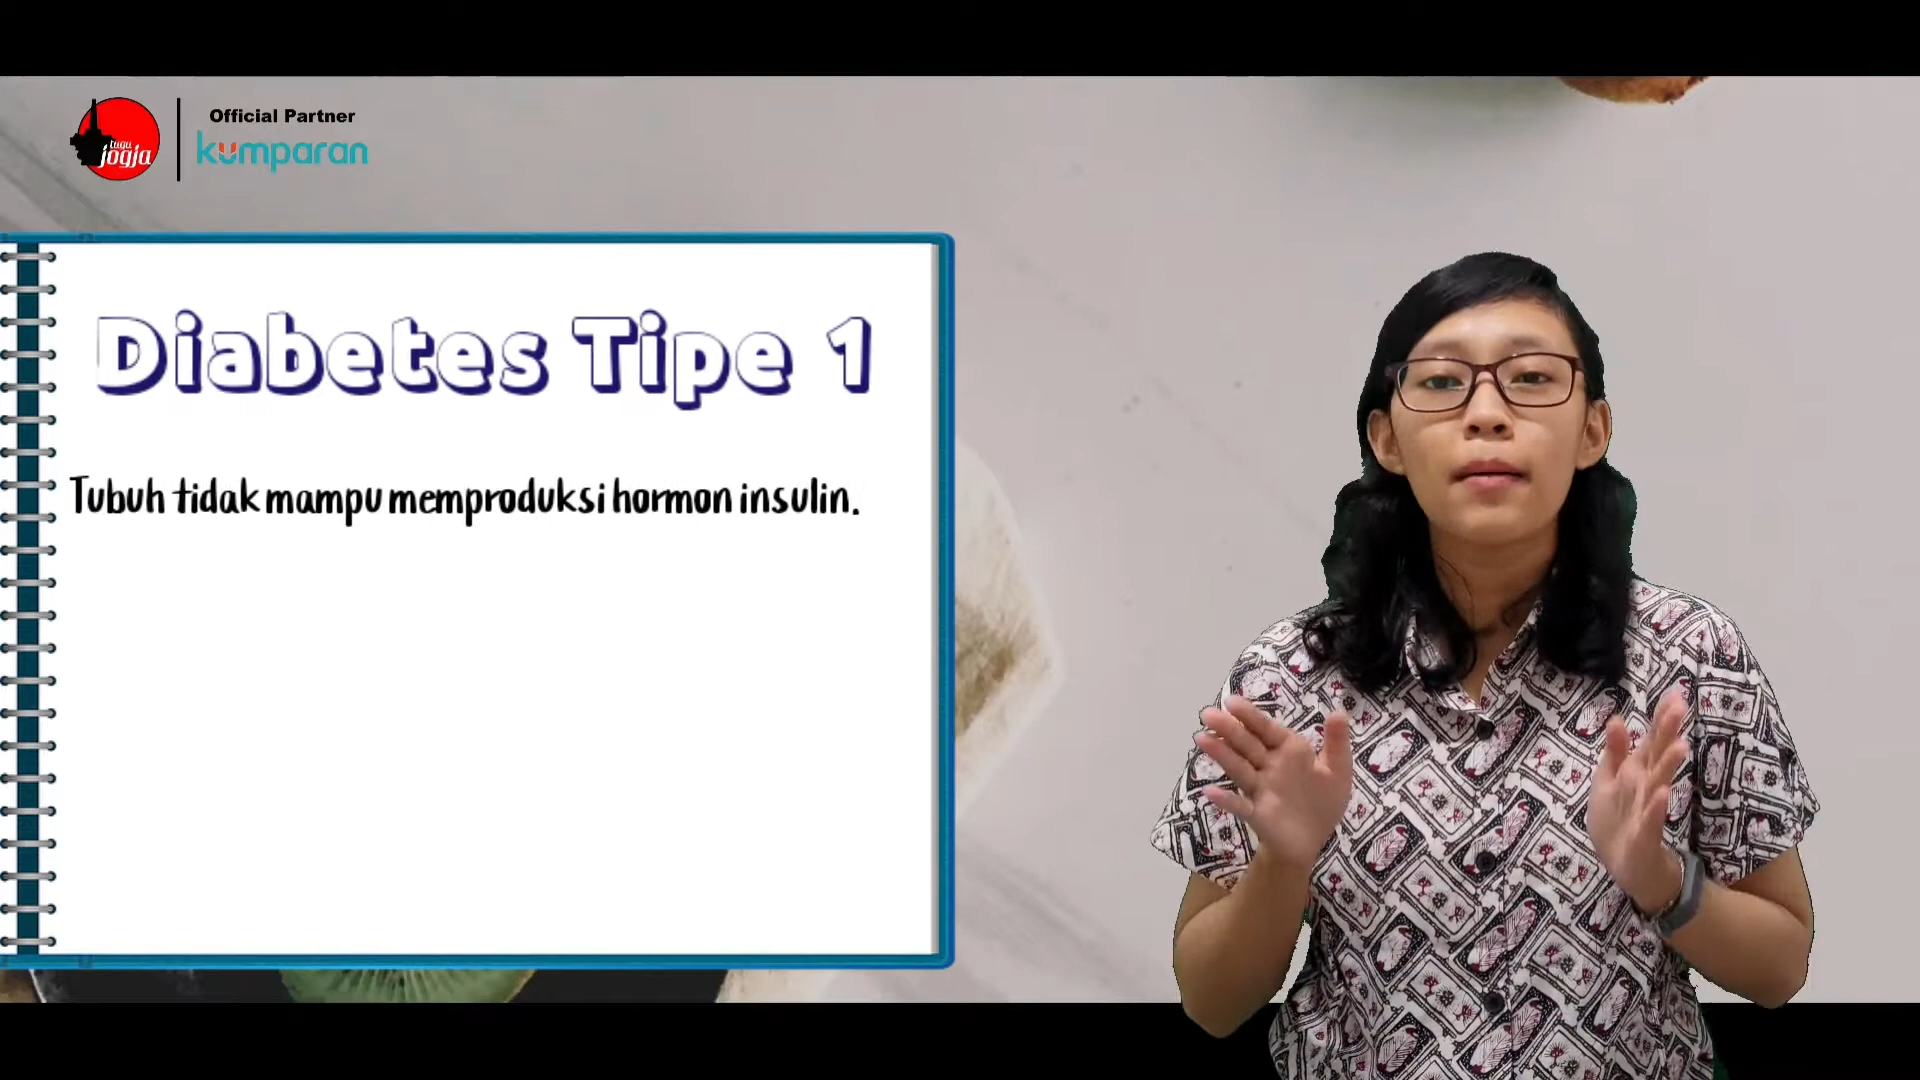 tugu
jogja
Official Partner
kumparan
Diabetes Tipe 1
Tubuh tidak mampu memproduksi hormon insulin.